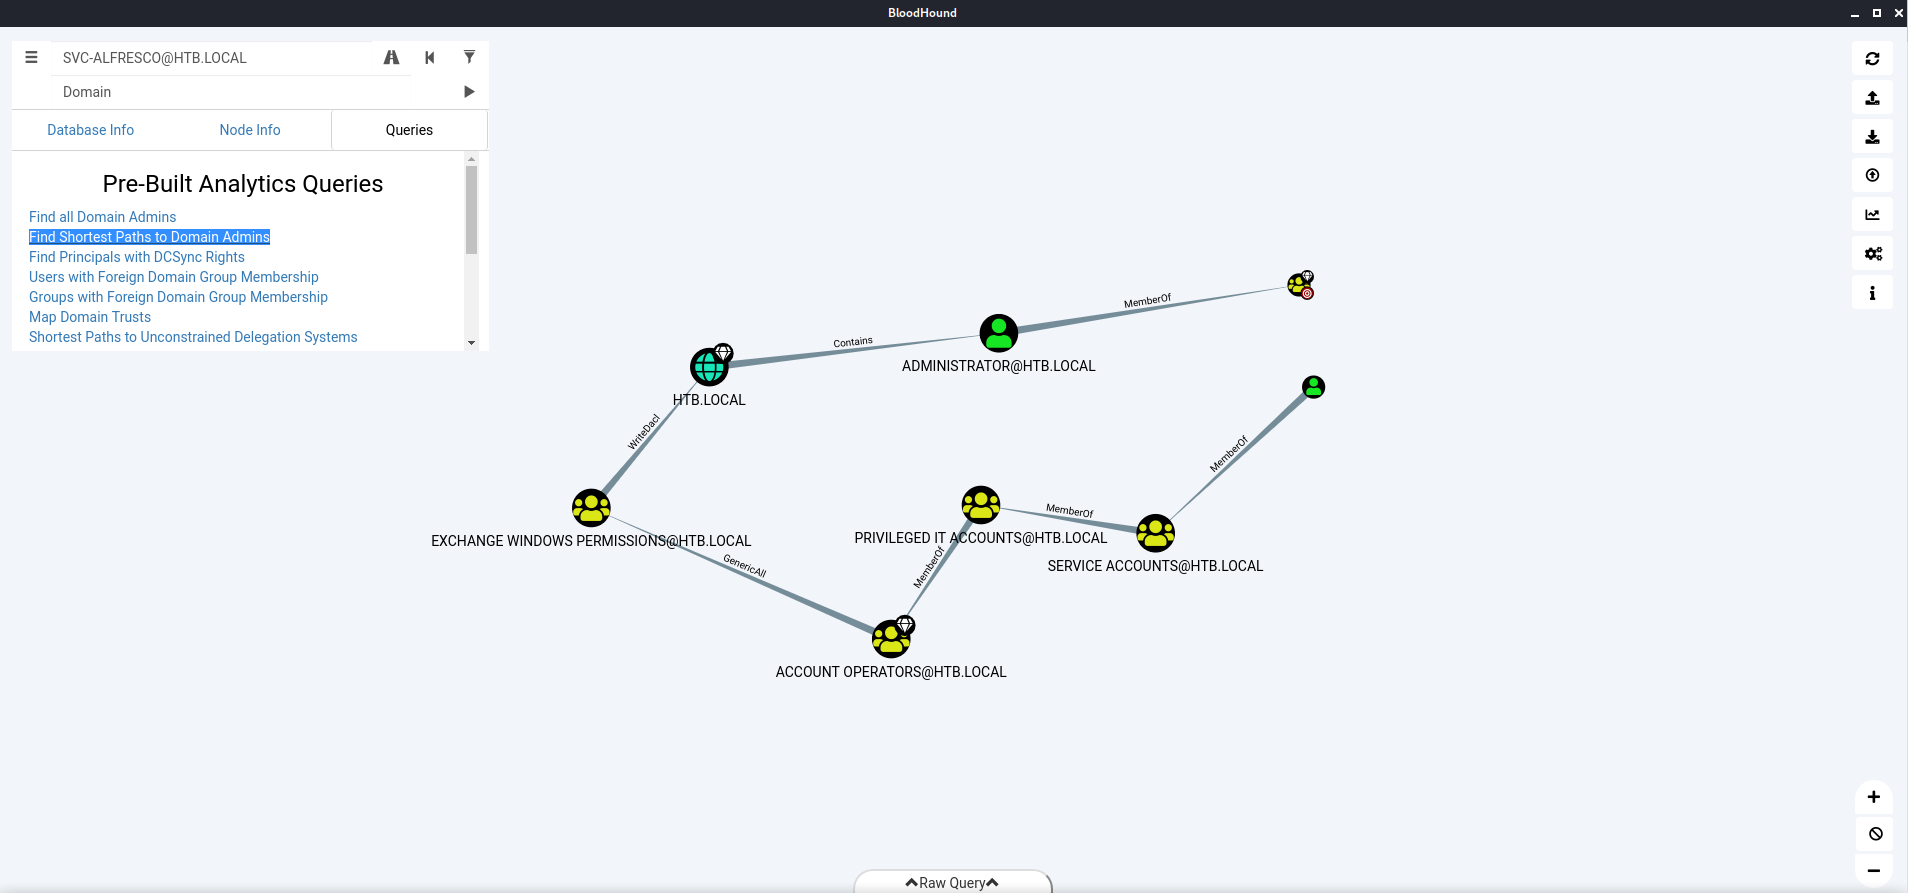 BloodHound
SVC-ALFRESCO@HTB.LOCAL
Domain
Database Info
Node Info
Queries
Pre-Built Analytics Queries
Find all Domain Admins
Find Shortest Paths to Domain Admins
Find Principals with DCSync Rights
Users with Foreign Domain Group Membership
Groups with Foreign Domain Group Membership
Map Domain Trusts
Shortest Paths to Unconstrained Delegation Systems
MemberOf
Contains
ADMINISTRATOR@HTB.LOCAL
HTB.LOCAL
WriteDacl
MemberOf
MemberOf
EXCHANGE WINDOWS PERMISSIONS@HTB.LOCAL
PRIVILEGED IT ACCOUNTS@HTB.LOCAL
SERVICE ACCOUNTS@HTB.LOCAL
GenericAll
MemberOf
ACCOUNT OPERATORS@HTB.LOCAL
Raw Query